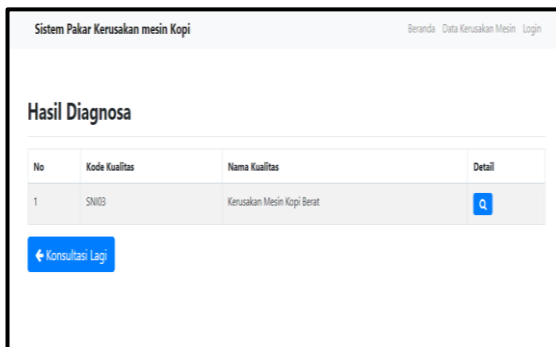 Sistem Pakar Kerusakan mesin Kopi Beranda Data Kerusakan Mesin Login
Hasil Diagnosa
No Kode Kualitas Nama Kualitas Detail
1 SNI03 Kerusakan Mesin Kopi Berat
Konsultasi Lagi